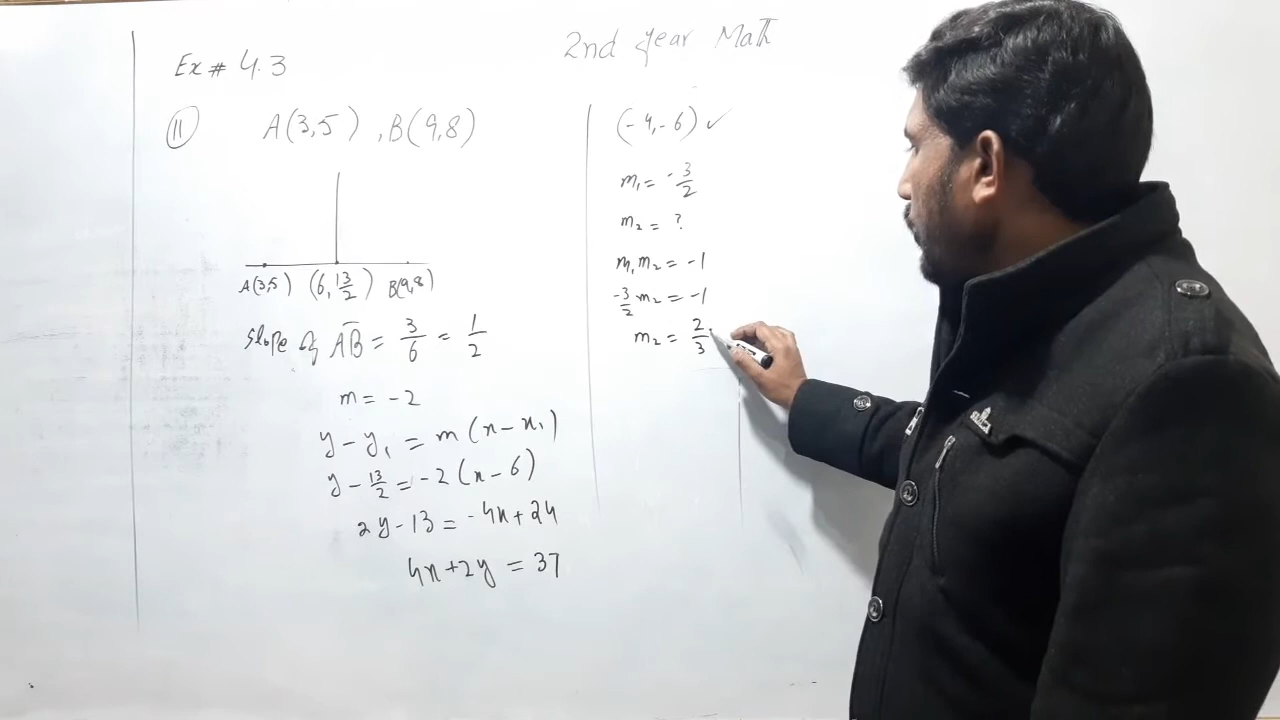 2nd Year Math
Ex # 4.3
(11) A(3,5) , B(9,8)
A(3,5) (6, 13/2) B(9,8)
Slope of AB̅ = 3/6 = 1/2
m = -2
y - y₁ = m(x - x₁)
y - 13/2 = -2(x - 6)
2y - 13 = -4x + 24
4x + 2y = 37
(-4, -6) ✓
m₁ = -3/2
m₂ = ?
m₁ m₂ = -1
-3/2 m₂ = -1
m₂ = 2/3